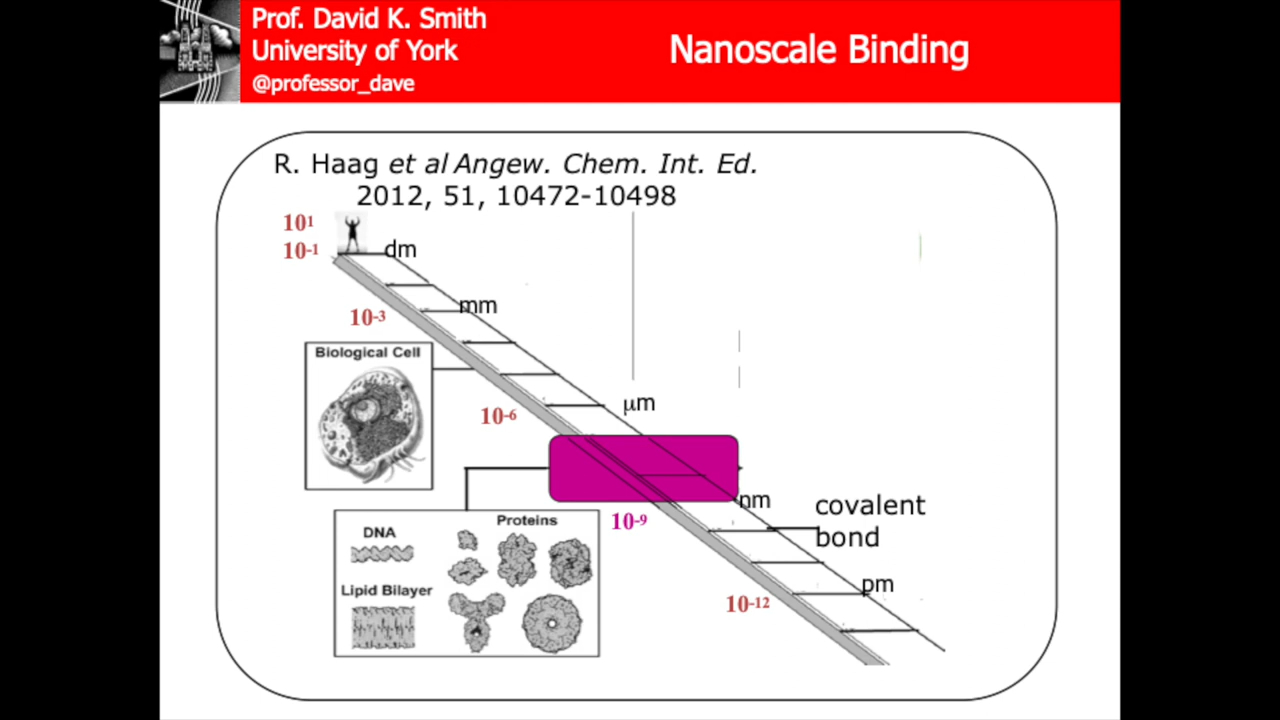 Prof. David K. Smith
University of York
@professor_dave
Nanoscale Binding
R. Haag et al Angew. Chem. Int. Ed.
2012, 51, 10472-10498
10¹
10⁻¹
dm
mm
10⁻³
Biological Cell
μm
10⁻⁶
nm
covalent
bond
10⁻⁹
DNA
Proteins
Lipid Bilayer
pm
10⁻¹²